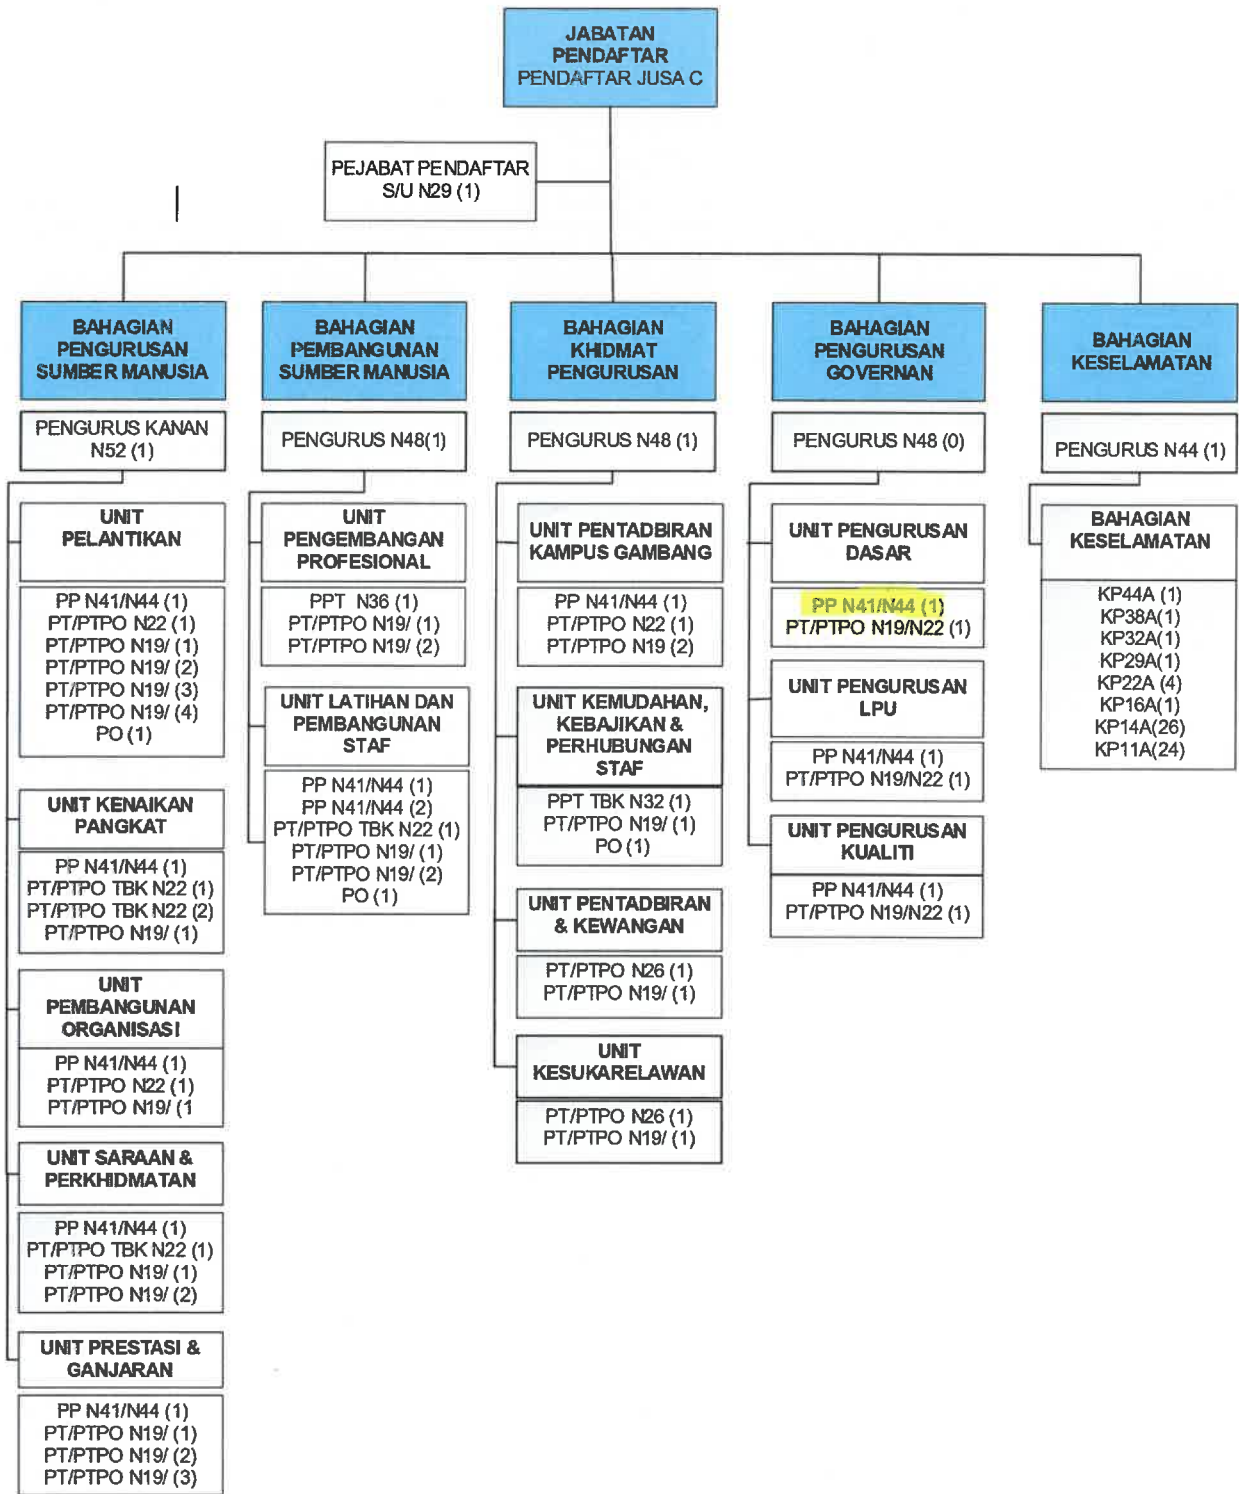 JABATAN
PENDAFTAR
PENDAFTAR JUSA C
PEJABAT PENDAFTAR
S/U N29 (1)
BAHAGIAN
PENGURUSAN
SUMBER MANUSIA
PENGURUS KANAN
N52 (1)
UNIT
PELANTIKAN
PP N41/N44 (1)
PT/PTPO N22 (1)
PT/PTPO N19/ (1)
PT/PTPO N19/ (2)
PT/PTPO N19/ (3)
PT/PTPO N19/ (4)
PO (1)
UNIT KENAIKAN
PANGKAT
PP N41/N44 (1)
PT/PTPO TBK N22 (1)
PT/PTPO TBK N22 (2)
PT/PTPO N19/ (1)
UNIT
PEMBANGUNAN
ORGANISASI
PP N41/N44 (1)
PT/PTPO N22 (1)
PT/PTPO N19/ (1
UNIT SARAAN &
PERKHIDMATAN
PP N41/N44 (1)
PT/PTPO TBK N22 (1)
PT/PTPO N19/ (1)
PT/PTPO N19/ (2)
UNIT PRESTASI &
GANJARAN
PP N41/N44 (1)
PT/PTPO N19/ (1)
PT/PTPO N19/ (2)
PT/PTPO N19/ (3)
BAHAGIAN
PEMBANGUNAN
SUMBER MANUSIA
PENGURUS N48(1)
UNIT
PENGEMBANGAN
PROFESIONAL
PPT N36 (1)
PT/PTPO N19/ (1)
PT/PTPO N19/ (2)
UNIT LATIHAN DAN
PEMBANGUNAN
STAF
PP N41/N44 (1)
PP N41/N44 (2)
PT/PTPO TBK N22 (1)
PT/PTPO N19/ (1)
PT/PTPO N19/ (2)
PO (1)
BAHAGIAN
KHIDMAT
PENGURUSAN
PENGURUS N48 (1)
UNIT PENTADBIRAN
KAMPUS GAMBANG
PP N41/N44 (1)
PT/PTPO N22 (1)
PT/PTPO N19 (2)
UNIT KEMUDAHAN,
KEBAJIKAN &
PERHUBUNGAN
STAF
PPT TBK N32 (1)
PT/PTPO N19/ (1)
PO (1)
UNIT PENTADBIRAN
& KEWANGAN
PT/PTPO N26 (1)
PT/PTPO N19/ (1)
UNIT
KESUKARELAWAN
PT/PTPO N26 (1)
PT/PTPO N19/ (1)
BAHAGIAN
PENGURUSAN
GOVERNAN
PENGURUS N48 (0)
UNIT PENGURUSAN
DASAR
PP N41/N44 (1)
PT/PTPO N19/N22 (1)
UNIT PENGURUSAN
LPU
PP N41/N44 (1)
PT/PTPO N19/N22 (1)
UNIT PENGURUSAN
KUALITI
PP N41/N44 (1)
PT/PTPO N19/N22 (1)
BAHAGIAN
KESELAMATAN
PENGURUS N44 (1)
BAHAGIAN
KESELAMATAN
KP44A (1)
KP38A(1)
KP32A(1)
KP29A(1)
KP22A (4)
KP16A(1)
KP14A(26)
KP11A(24)